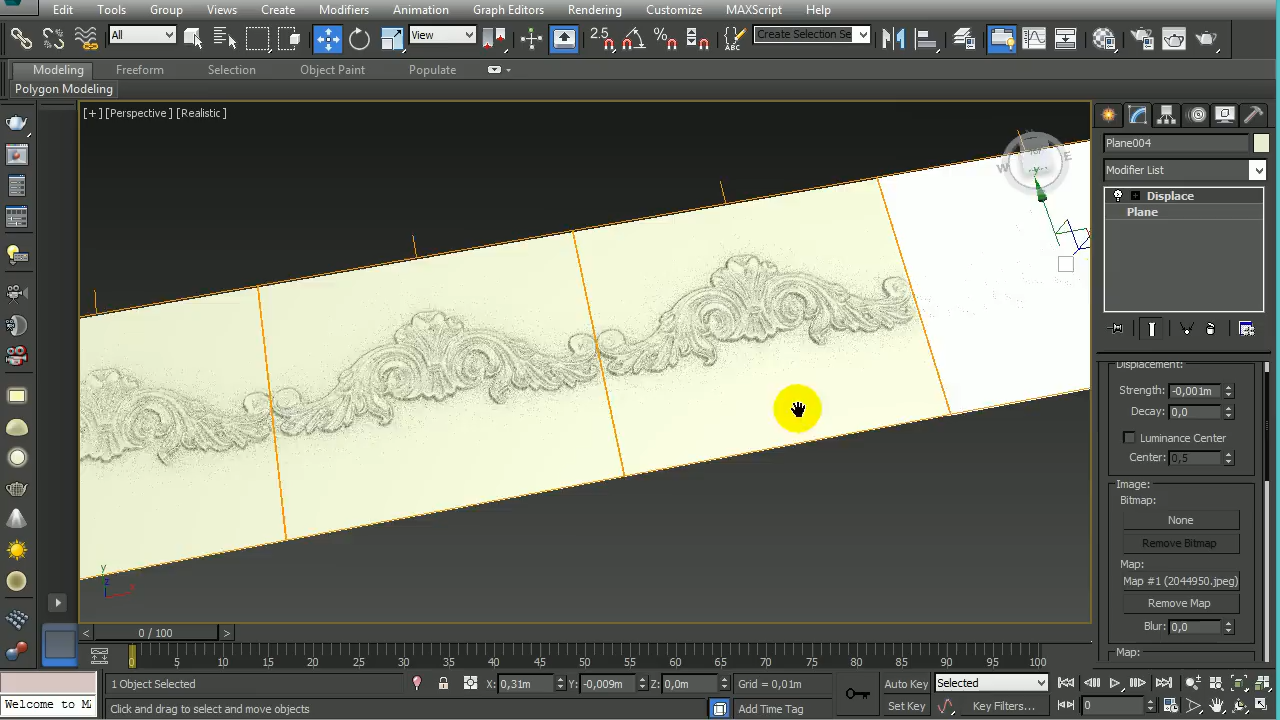 Edit Tools Group Views Create Modifiers Animation Graph Editors Rendering Customize MAXScript Help
All View 2.5 Create Selection Se
Modeling Freeform Selection Object Paint Populate
Polygon Modeling
[+] [Perspective] [Realistic]
W E
y
Plane004
Modifier List
Displace
Plane
Displacement:
Strength: -0,001m
Decay: 0,0
Luminance Center
Center: 0,5
Image:
Bitmap:
None
Remove Bitmap
Map:
Map #1 (2044950.jpeg)
Remove Map
Blur: 0,0
Map:
y
z
x
< 0 / 100 >
0 5 10 15 20 25 30 35 40 45 50 55 60 65 70 75 80 85 90 95 100
1 Object Selected X: 0,31m Y: -0,009m Z: 0,0m Grid = 0,01m Auto Key Selected
Welcome to Click and drag to select and move objects Add Time Tag Set Key Key Filters... 0